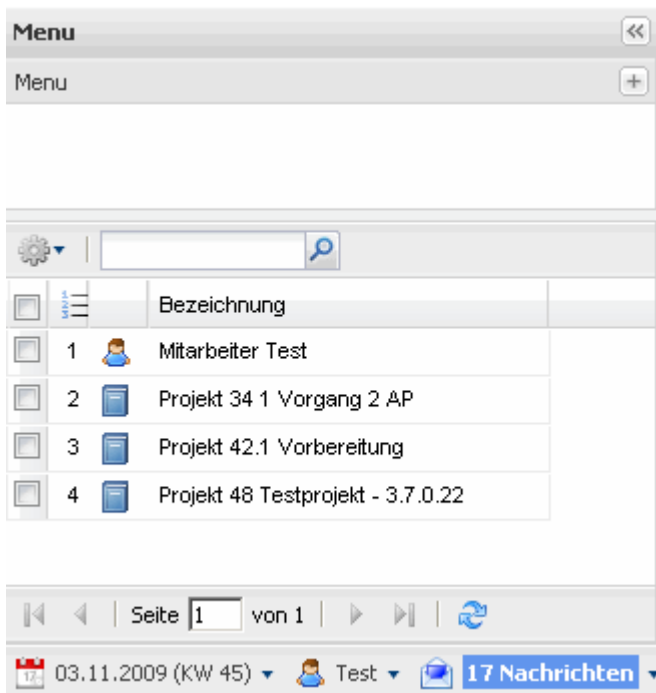 Menu
Menu
Bezeichnung
1 Mitarbeiter Test
2 Projekt 34 1 Vorgang 2 AP
3 Projekt 42.1 Vorbereitung
4 Projekt 48 Testprojekt - 3.7.0.22
Seite 1 von 1
03.11.2009 (KW 45) Test 17 Nachrichten